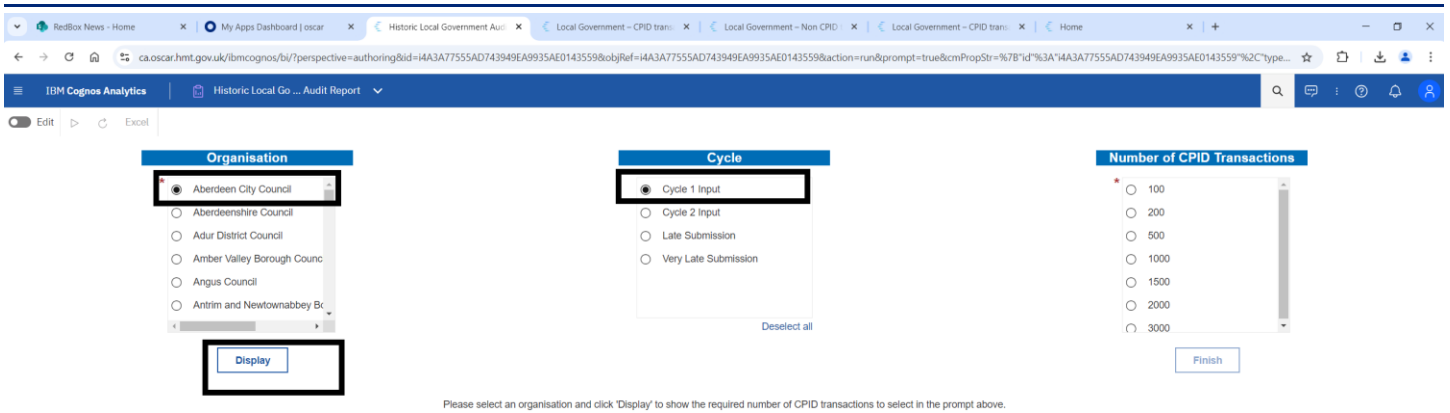 RedBox News - Home
My Apps Dashboard | oscar
Historic Local Government Aud
Local Government – CPID trans
Local Government – Non CPID
Local Government – CPID trans
Home
ca.oscar.hmt.gov.uk/ibmcognos/bi/?perspective=authoring&id=i4A3A77555AD743949EA9935AE0143559&objRef=i4A3A77555AD743949EA9935AE0143559&action=run&prompt=true&cmPropStr=%7B"id"%3A"i4A3A77555AD743949EA9935AE0143559"%2C"type...
IBM Cognos Analytics
Historic Local Go ... Audit Report
Edit
Excel
Organisation
* Aberdeen City Council
Aberdeenshire Council
Adur District Council
Amber Valley Borough Counc
Angus Council
Antrim and Newtownabbey Bo
Display
Cycle
Cycle 1 Input
Cycle 2 Input
Late Submission
Very Late Submission
Deselect all
Number of CPID Transactions
* 100
200
500
1000
1500
2000
3000
Finish
Please select an organisation and click 'Display' to show the required number of CPID transactions to select in the prompt above.